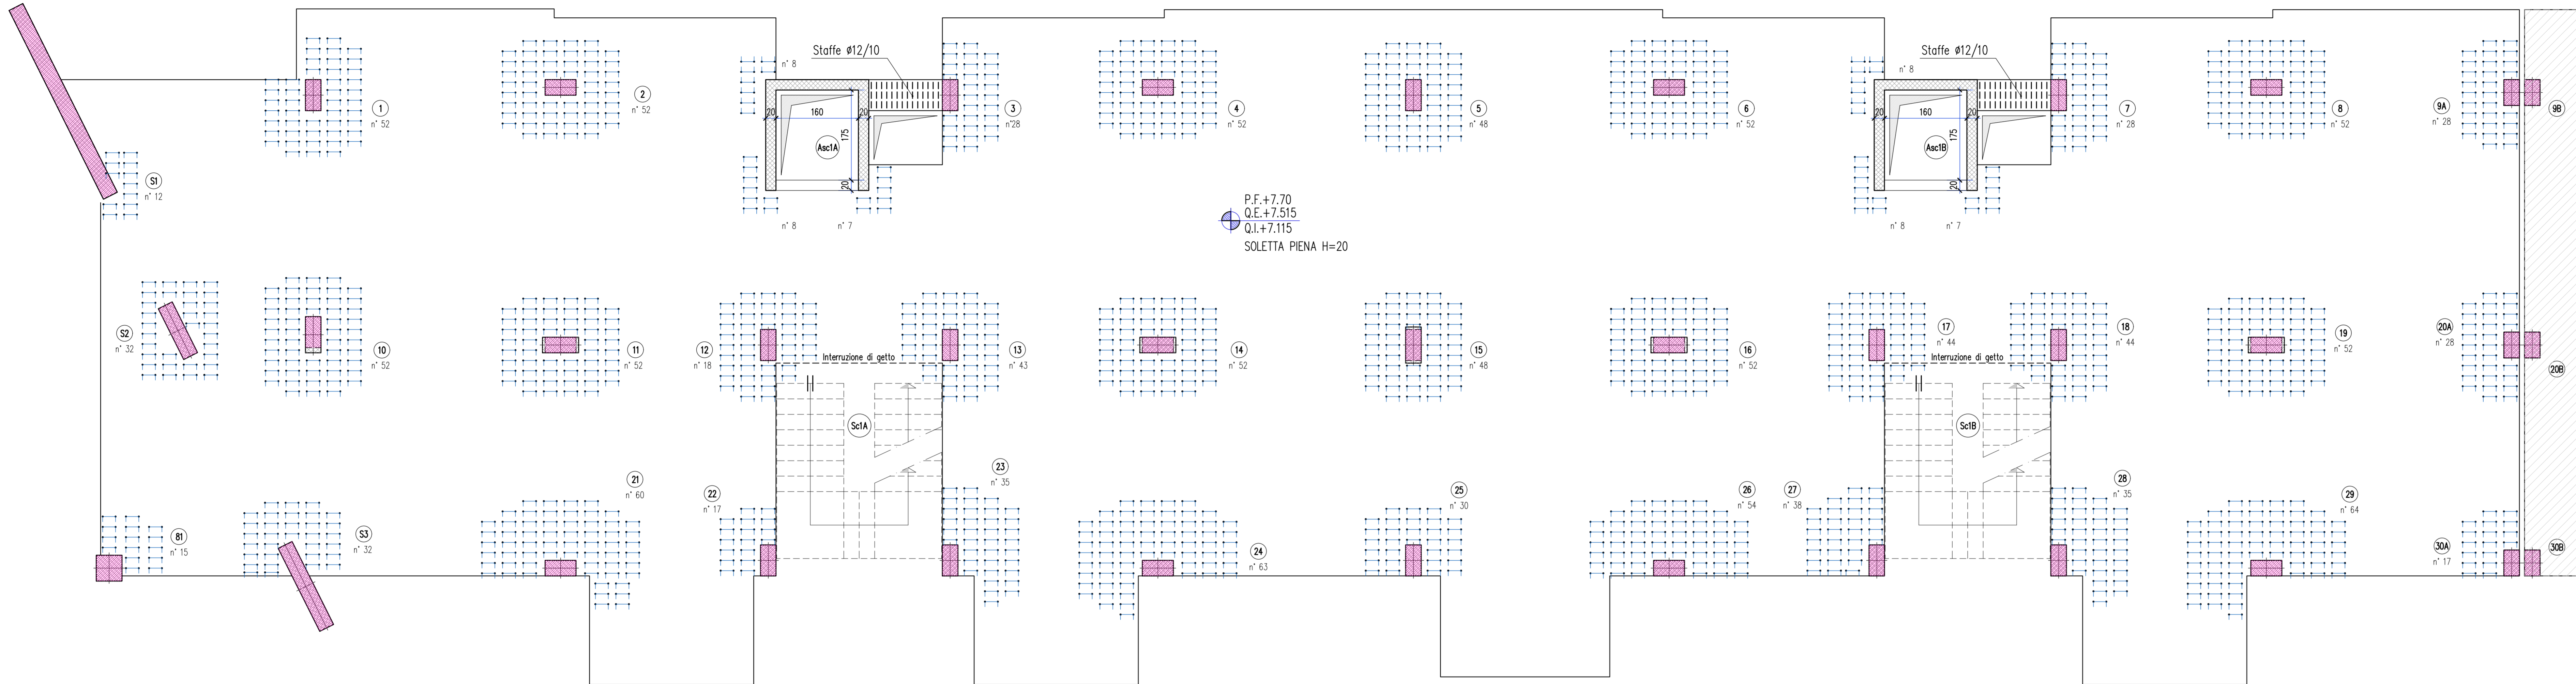 Staffe ø12/10
Staffe ø12/10
n° 8
n° 8
1
n° 52
2
n° 52
3
n°28
4
n° 52
5
n° 48
6
n° 52
7
n° 28
8
n° 52
9A
n° 28
9B
20
160
20
175
20
Asc1A
20
160
20
175
20
Asc1B
S1
n° 12
n° 8
n° 7
n° 8
n° 7
P.F.+7.70
Q.E.+7.515
Q.I.+7.115
SOLETTA PIENA H=20
S2
n° 32
10
n° 52
11
n° 52
12
n° 18
13
n° 43
14
n° 52
15
n° 48
16
n° 52
17
n° 44
18
n° 44
19
n° 52
20A
n° 28
20B
Interruzione di getto
Interruzione di getto
Sc1A
Sc1B
21
n° 60
22
n° 17
23
n° 35
25
n° 30
26
n° 54
27
n° 38
28
n° 35
29
n° 64
81
n° 15
S3
n° 32
24
n° 63
30A
n° 17
30B